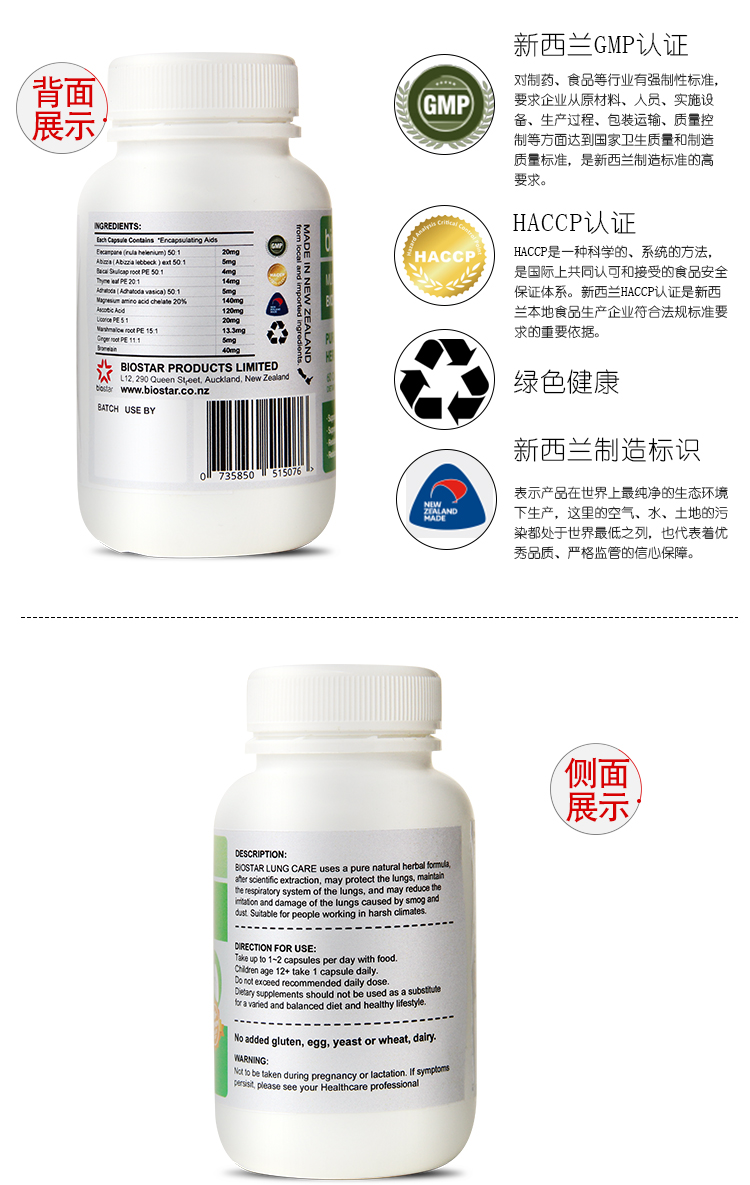 背面
展示
INGREDIENTS:
Each Capsule Contains *Encapsulating Aids
Elecampane (inula helenium) 50:1 20mg
Albizza ( Albizzia lebbeck ) ext 50:1 5mg
Baical Skullcap root PE 50:1 4mg
Thyme leaf PE 20:1 14mg
Adhatoda ( Adhatoda vasica) 50:1 5mg
Magnesium amino acid chelate 20% 140mg
Ascorbic Acid 120mg
Licorice PE 5:1 20mg
Marshmallow root PE 15:1 13.3mg
Ginger root PE 11:1 5mg
Bromelain 40mg
GMP
HACCP
MADE IN NEW ZEALAND
from local and imported ingredients.
biostar
BIOSTAR PRODUCTS LIMITED
L12, 290 Queen Street, Auckland, New Zealand
www.biostar.co.nz
BATCH USE BY
0 735850 515076 >
GMP
新西兰GMP认证
对制药、食品等行业有强制性标准，
要求企业从原材料、人员、实施设
备、生产过程、包装运输、质量控
制等方面达到国家卫生质量和制造
质量标准，是新西兰制造标准的高
要求。
Hazard Analysis Critical Control Point
HACCP
HACCP认证
HACCP是一种科学的、系统的方法，
是国际上共同认可和接受的食品安全
保证体系。新西兰HACCP认证是新西
兰本地食品生产企业符合法规标准要
求的重要依据。
绿色健康
NEW
ZEALAND
MADE
新西兰制造标识
表示产品在世界上最纯净的生态环境
下生产，这里的空气、水、土地的污
染都处于世界最低之列，也代表着优
秀品质、严格监管的信心保障。
侧面
展示
DESCRIPTION:
BIOSTAR LUNG CARE uses a pure natural herbal formula,
after scientific extraction, may protect the lungs, maintain
the respiratory system of the lungs, and may reduce the
irritation and damage of the lungs caused by smog and
dust. Suitable for people working in harsh climates.
DIRECTION FOR USE:
Take up to 1~2 capsules per day with food.
Children age 12+ take 1 capsule daily.
Do not exceed recommended daily dose.
Dietary supplements should not be used as a substitute
for a varied and balanced diet and healthy lifestyle.
No added gluten, egg, yeast or wheat, dairy.
WARNING:
Not to be taken during pregnancy or lactation. If symptoms
persisit, please see your Healthcare professional